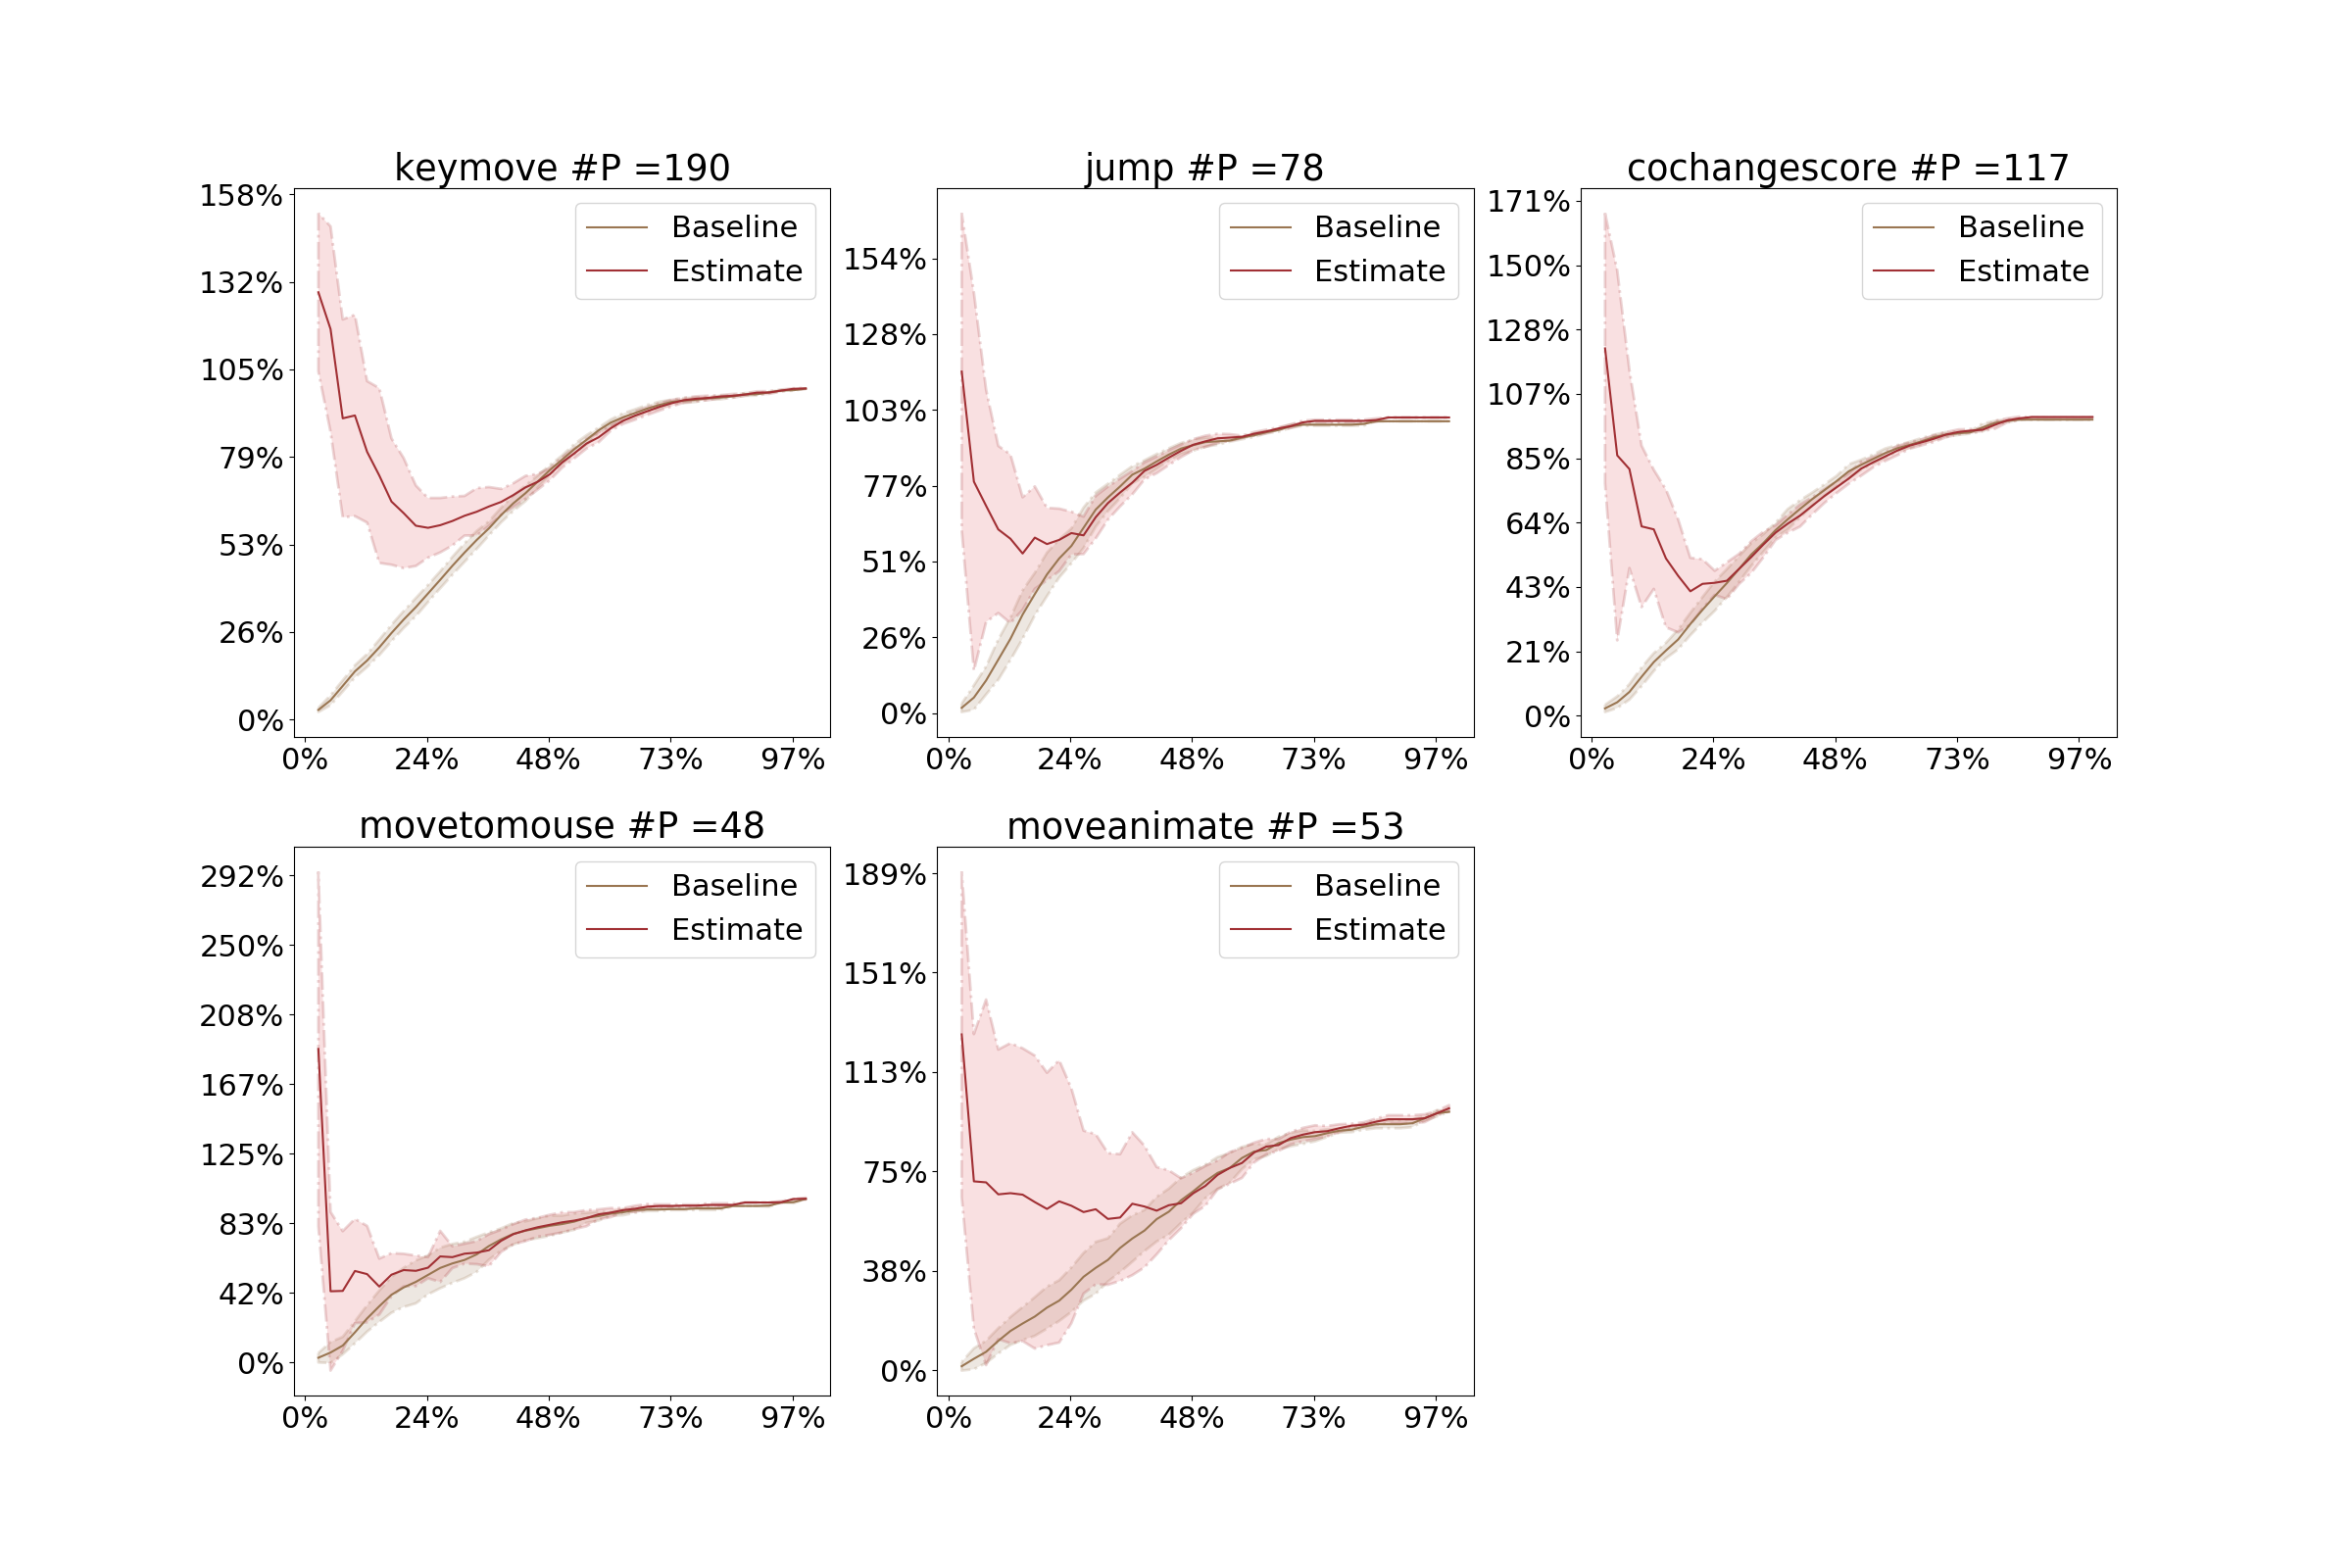 keymove #P =190
158%
132%
105%
79%
53%
26%
0%
0% 24% 48% 73% 97%
Baseline
Estimate
jump #P =78
154%
128%
103%
77%
51%
26%
0%
0% 24% 48% 73% 97%
Baseline
Estimate
cochangescore #P =117
171%
150%
128%
107%
85%
64%
43%
21%
0%
0% 24% 48% 73% 97%
Baseline
Estimate
movetomouse #P =48
292%
250%
208%
167%
125%
83%
42%
0%
0% 24% 48% 73% 97%
Baseline
Estimate
moveanimate #P =53
189%
151%
113%
75%
38%
0%
0% 24% 48% 73% 97%
Baseline
Estimate